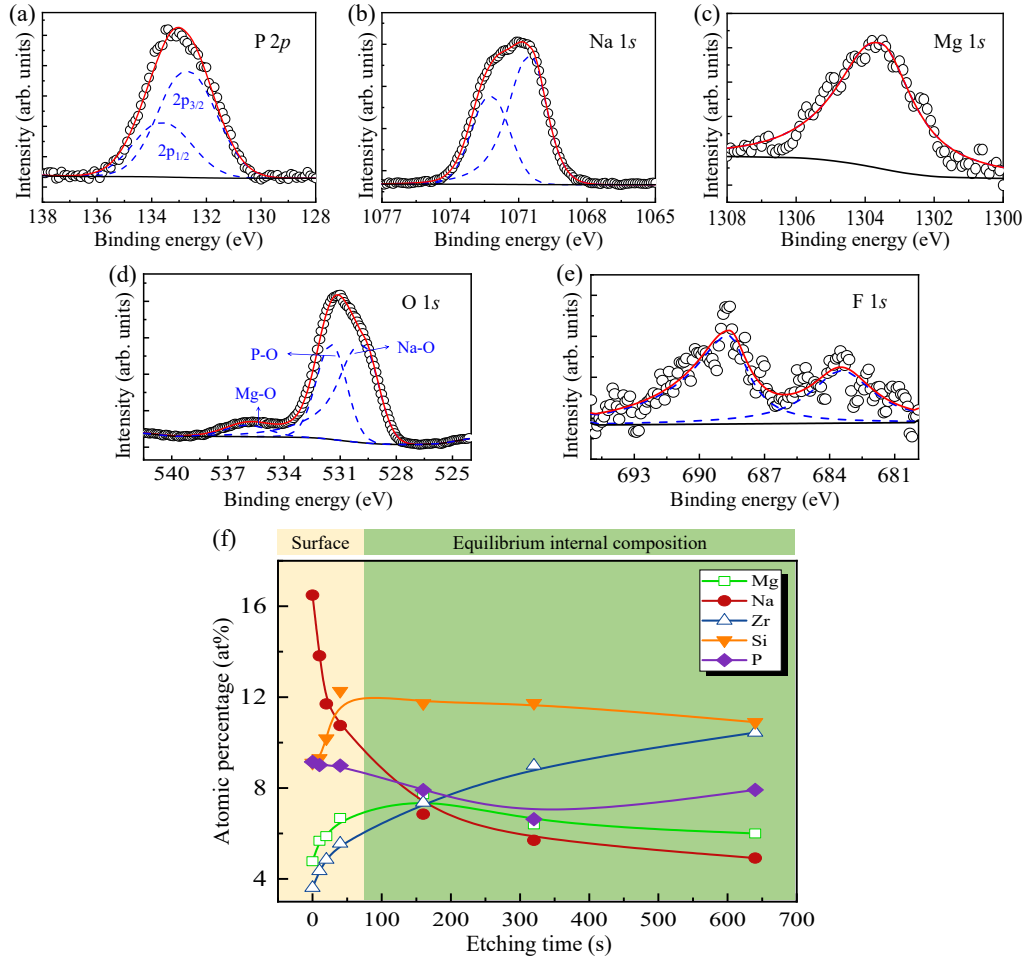 (a)
P 2p
2p3/2
2p1/2
Intensity (arb. units)
138 136 134 132 130 128
Binding energy (eV)
(b)
Na 1s
Intensity (arb. units)
1077 1074 1071 1068 1065
Binding energy (eV)
(c)
Mg 1s
Intensity (arb. units)
1308 1306 1304 1302 1300
Binding energy (eV)
(d)
O 1s
P-O
Na-O
Mg-O
Intensity (arb. units)
540 537 534 531 528 525
Binding energy (eV)
(e)
F 1s
Intensity (arb. units)
693 690 687 684 681
Binding energy (eV)
(f)
Surface
Equilibrium internal composition
Mg
Na
Zr
Si
P
Atomic percentage (at%)
16
12
8
4
0 100 200 300 400 500 600 700
Etching time (s)